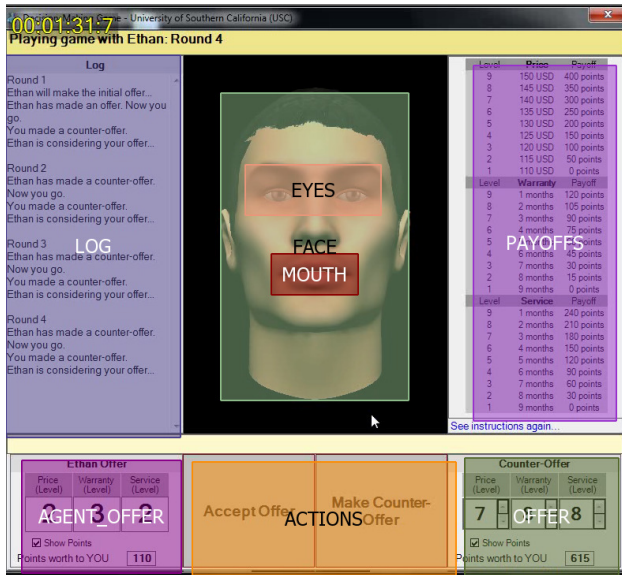 Decision Making Game - University of Southern California (USC)
00:01:31:7
Playing game with Ethan: Round 4
Log
Round 1
Ethan will make the initial offer...
Ethan has made an offer. Now you
go.
You made a counter-offer.
Ethan is considering your offer...
Round 2
Ethan has made a counter-offer.
Now you go.
You made a counter-offer.
Ethan is considering your offer...
Round 3
Ethan has made a counter-offer.
Now you go.
You made a counter-offer.
Ethan is considering your offer...
Round 4
Ethan has made a counter-offer.
Now you go.
You made a counter-offer.
Ethan is considering your offer...
LOG
EYES
FACE
MOUTH
Level Price Payoff
9 150 USD 400 points
8 145 USD 350 points
7 140 USD 300 points
6 135 USD 250 points
5 130 USD 200 points
4 125 USD 150 points
3 120 USD 100 points
2 115 USD 50 points
1 110 USD 0 points
Level Warranty Payoff
9 1 months 120 points
8 2 months 105 points
7 3 months 90 points
6 4 months 75 points
5
4 6 months 45 points
3 7 months 30 points
2 8 months 15 points
1 9 months 0 points
PAYOFFS
Level Service Payoff
9 1 months 240 points
8 2 months 210 points
7 3 months 180 points
6 4 months 150 points
5 5 months 120 points
4 6 months 90 points
3 7 months 60 points
2 8 months 30 points
1 9 months 0 points
See instructions again...
Ethan Offer
Price (Level) Warranty (Level) Service (Level)
3
AGENT_OFFER
Show Points
Points worth to YOU 110
Accept Offer
Make Counter-
Offer
ACTIONS
Counter-Offer
Price (Level) Warranty (Level) Service (Level)
7 8
OFFER
Show Points
Points worth to YOU 615